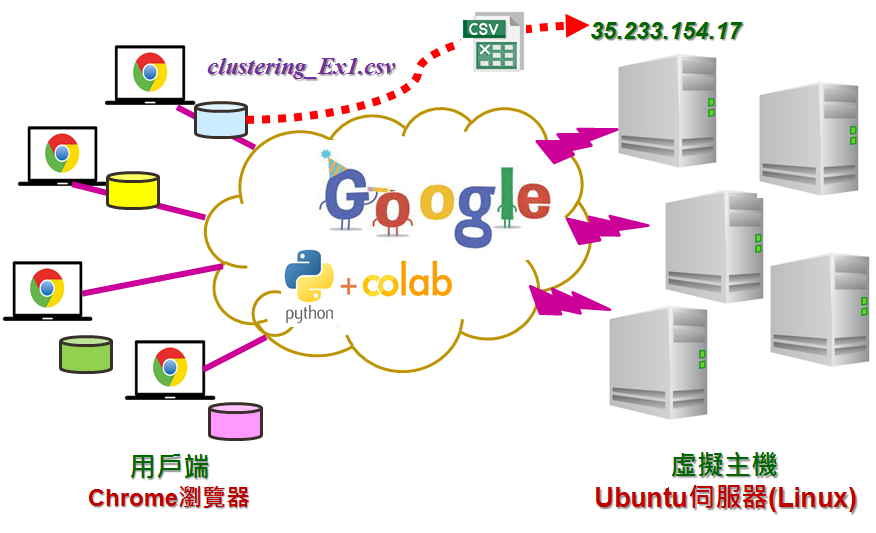 CSV
35.233.154.17
clustering_Ex1.csv
Google
python
+
colab
用戶端
Chrome瀏覽器
虛擬主機
Ubuntu伺服器(Linux)